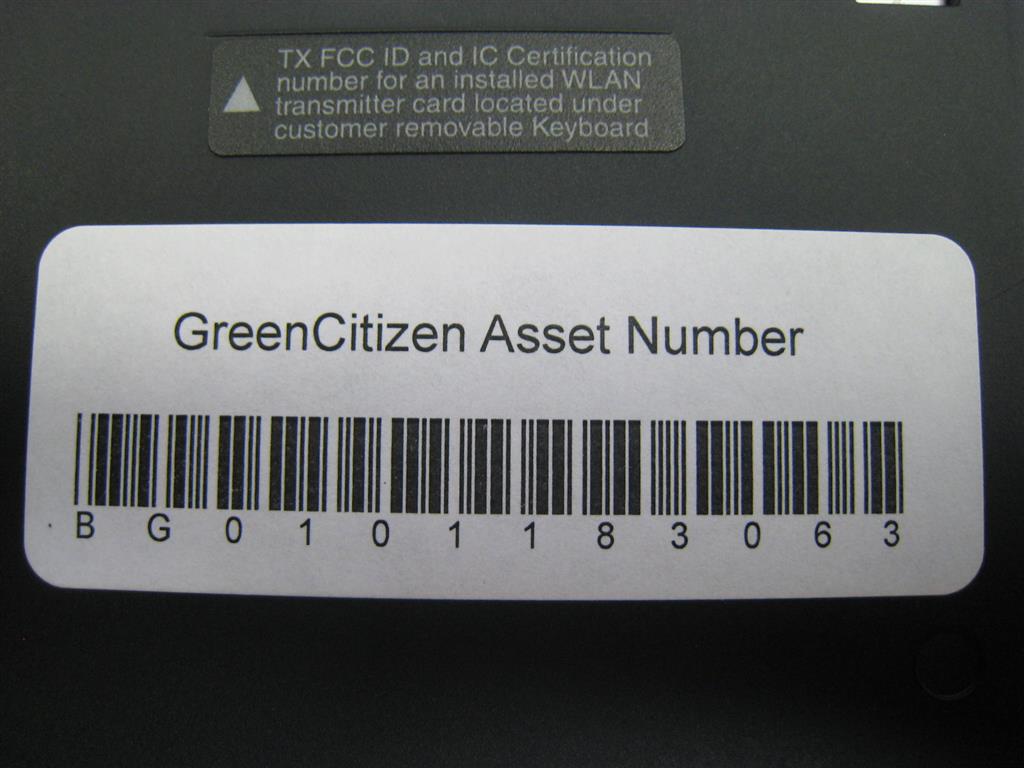 TX FCC ID and IC Certification
number for an installed WLAN
transmitter card located under
customer removable Keyboard
GreenCitizen Asset Number
B G 0 1 0 1 1 8 3 0 6 3